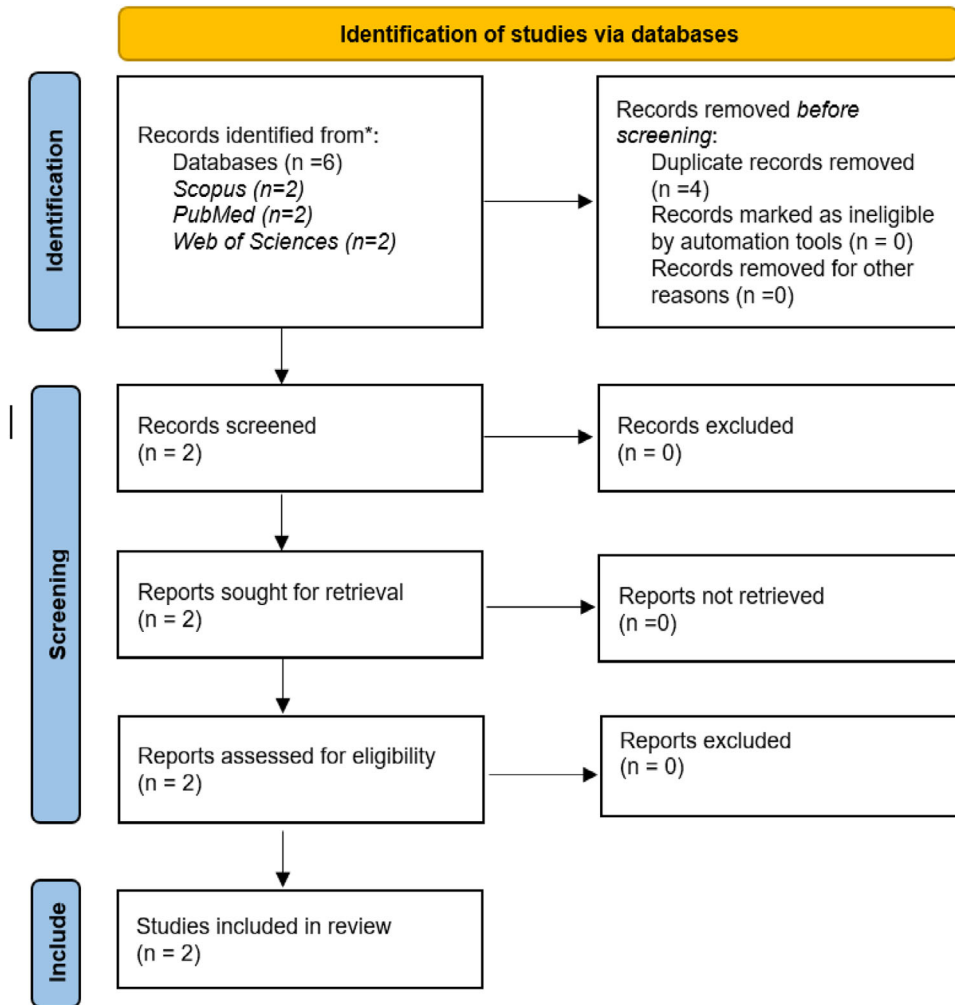 Identification of studies via databases
Identification
Records identified from*:
Databases (n =6)
Scopus (n=2)
PubMed (n=2)
Web of Sciences (n=2)
Records removed before
screening:
Duplicate records removed
(n =4)
Records marked as ineligible
by automation tools (n = 0)
Records removed for other
reasons (n =0)
Screening
Records screened
(n = 2)
Records excluded
(n = 0)
Reports sought for retrieval
(n = 2)
Reports not retrieved
(n =0)
Reports assessed for eligibility
(n = 2)
Reports excluded
(n = 0)
Include
Studies included in review
(n = 2)